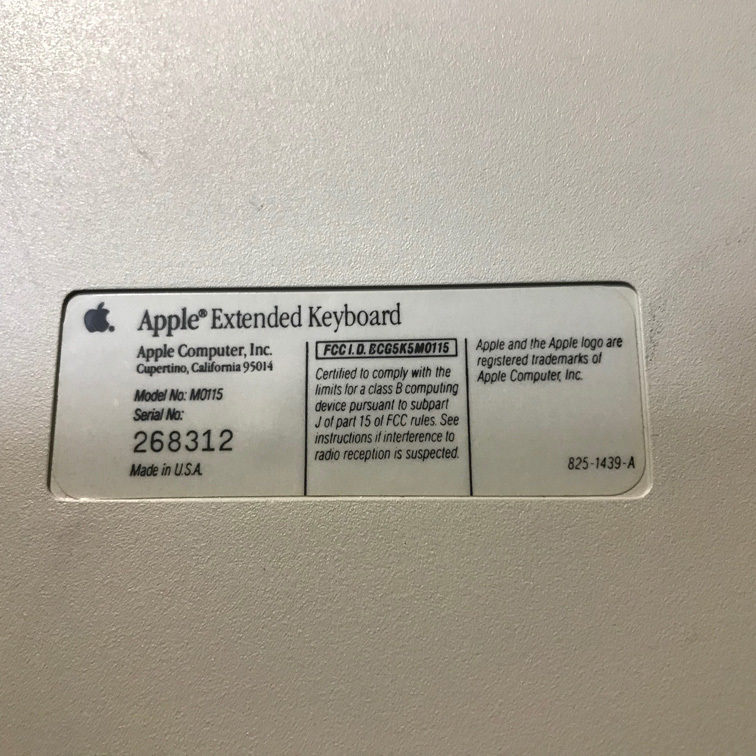 Apple® Extended Keyboard
Apple Computer, Inc.
Cupertino, California 95014
Model No: M0115
Serial No:
268312
Made in U.S.A.
FCC I.D. BCG5K5M0115
Certified to comply with the
limits for a class B computing
device pursuant to subpart
J of part 15 of FCC rules. See
instructions if interference to
radio reception is suspected.
Apple and the Apple logo are
registered trademarks of
Apple Computer, Inc.
825-1439-A